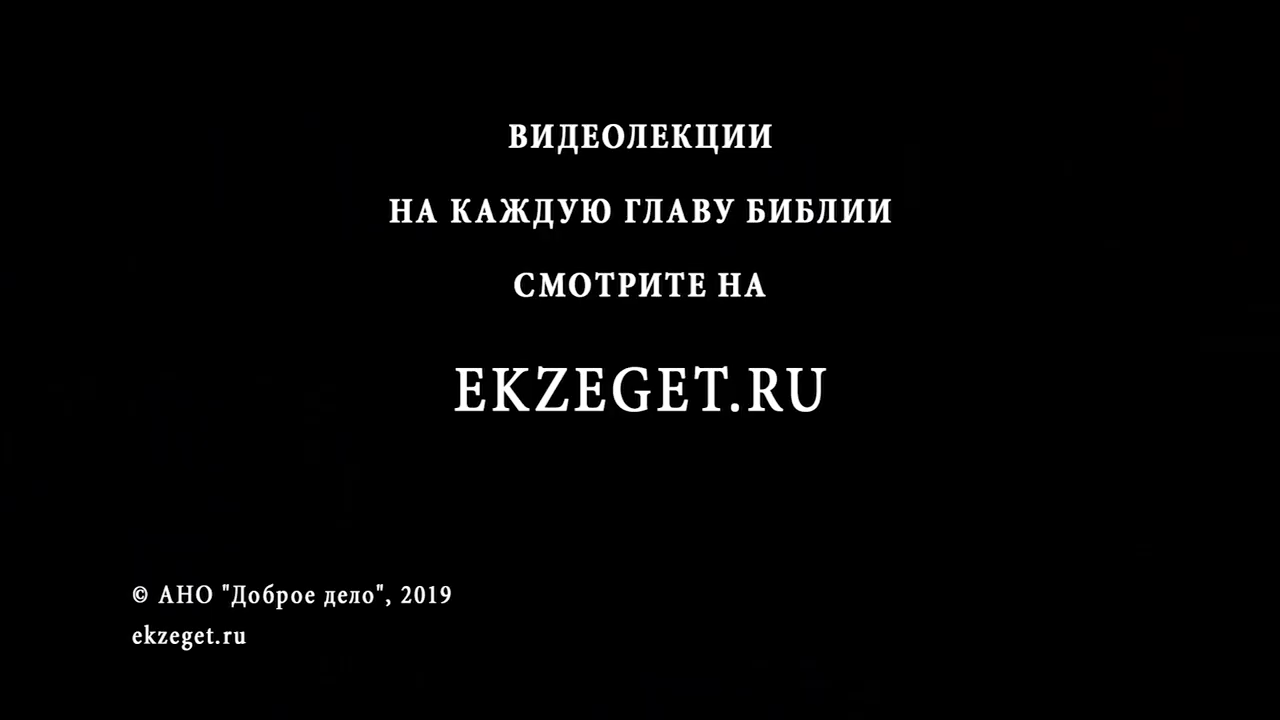 ВИДЕОЛЕКЦИИ
НА КАЖДУЮ ГЛАВУ БИБЛИИ
СМОТРИТЕ НА
EKZEGET.RU
© АНО "Доброе дело", 2019
ekzeget.ru